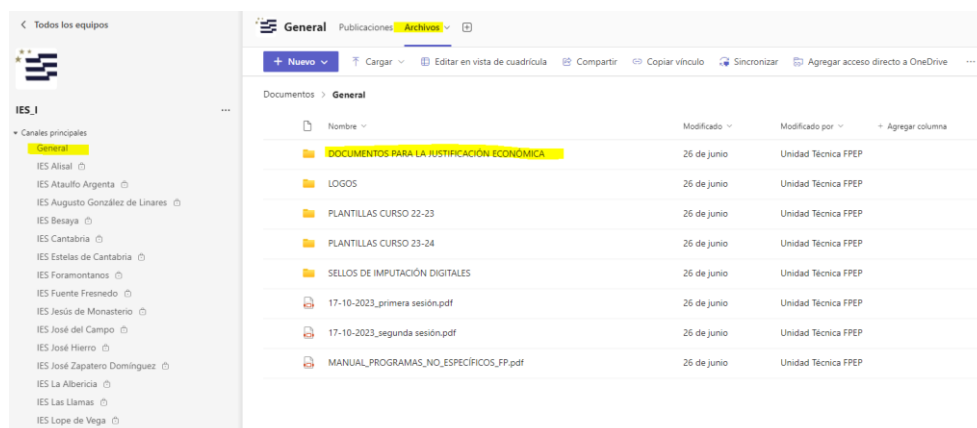 Todos los equipos
IES_I
Canales principales
General
IES Alisal
IES Ataulfo Argenta
IES Augusto González de Linares
IES Besaya
IES Cantabria
IES Estelas de Cantabria
IES Foramontanos
IES Fuente Fresnedo
IES Jesús de Monasterio
IES José del Campo
IES José Hierro
IES José Zapatero Domínguez
IES La Albericia
IES Las Llamas
IES Lope de Vega
General Publicaciones Archivos
+ Nuevo Cargar Editar en vista de cuadrícula Compartir Copiar vínculo Sincronizar Agregar acceso directo a OneDrive ...
Documentos > General
Nombre Modificado Modificado por + Agregar columna
DOCUMENTOS PARA LA JUSTIFICACIÓN ECONÓMICA 26 de junio Unidad Técnica FPEP
LOGOS 26 de junio Unidad Técnica FPEP
PLANTILLAS CURSO 22-23 26 de junio Unidad Técnica FPEP
PLANTILLAS CURSO 23-24 26 de junio Unidad Técnica FPEP
SELLOS DE IMPUTACIÓN DIGITALES 26 de junio Unidad Técnica FPEP
17-10-2023_primera sesión.pdf 26 de junio Unidad Técnica FPEP
17-10-2023_segunda sesión.pdf 26 de junio Unidad Técnica FPEP
MANUAL_PROGRAMAS_NO_ESPECÍFICOS_FP.pdf 26 de junio Unidad Técnica FPEP